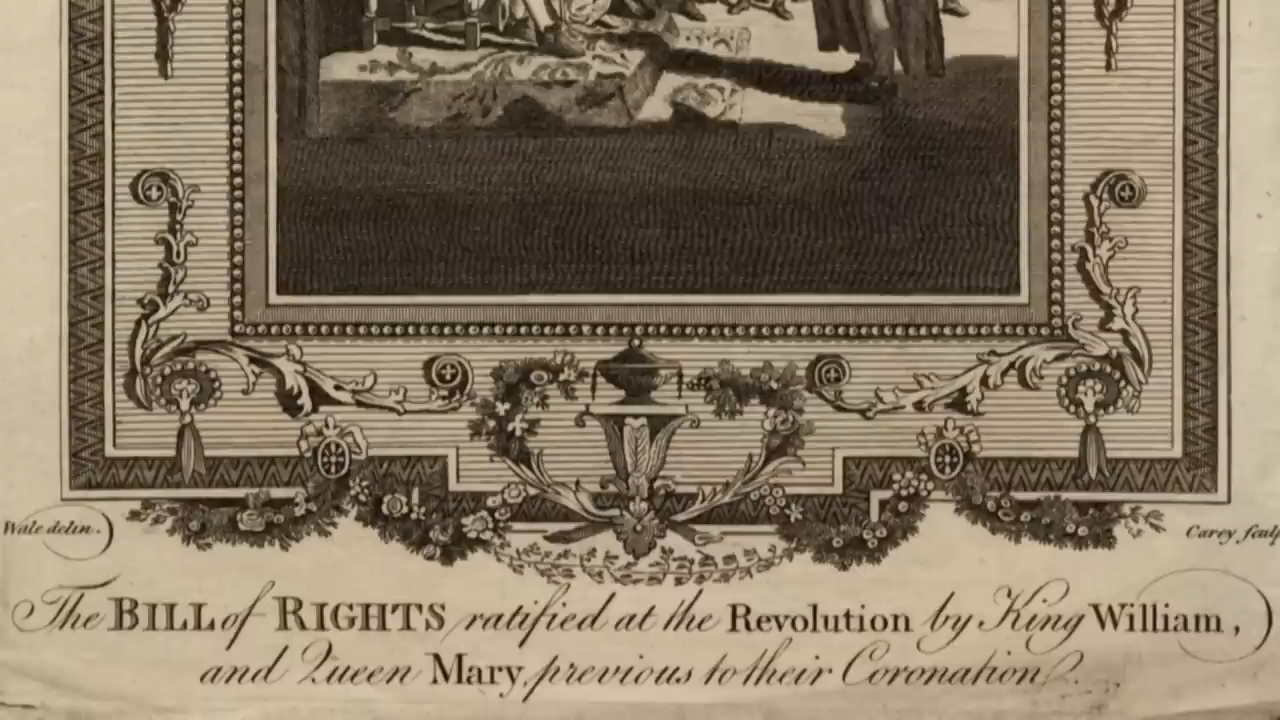 Wale delin.
Carey sculp
The BILL of RIGHTS ratified at the Revolution by King William,
and Queen Mary, previous to their Coronation.